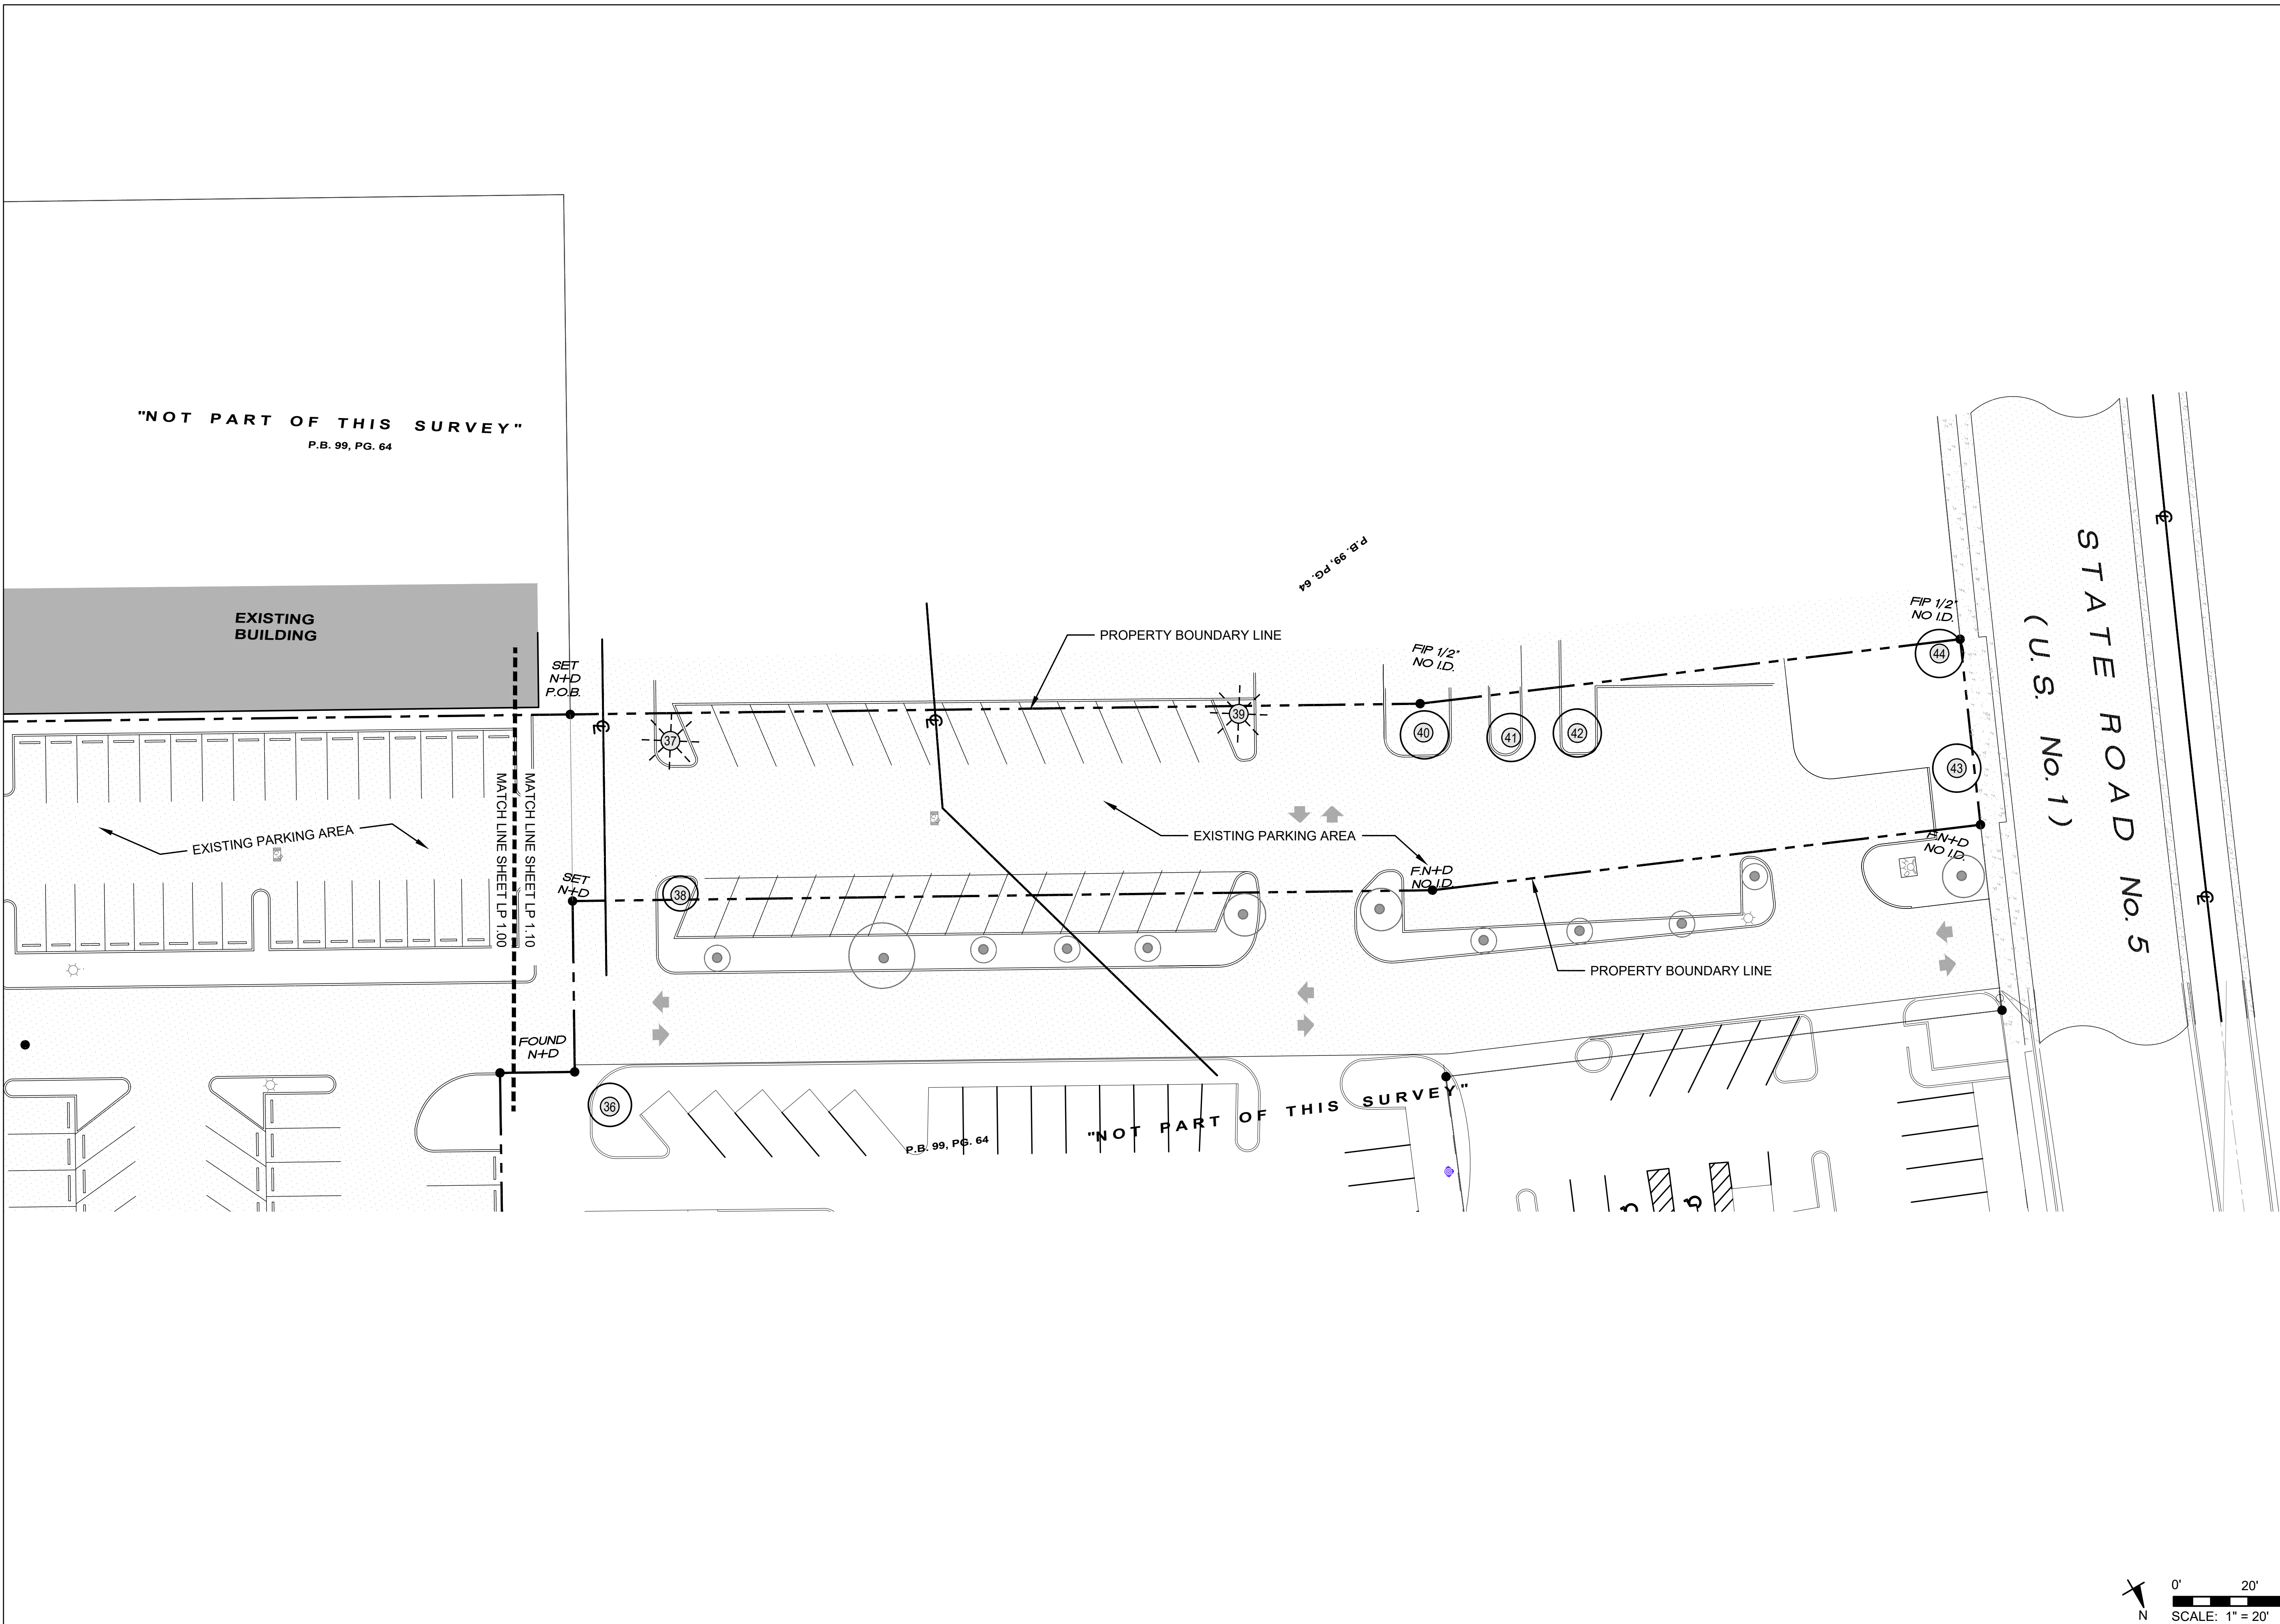 "NOT PART OF THIS SURVEY"
P.B. 99, PG. 64
EXISTING
BUILDING
P.B. 99, PG. 64
PROPERTY BOUNDARY LINE
FIP 1/2"
NO I.D.
FIP 1/2"
NO I.D.
SET
N+D
P.O.B.
44
STATE ROAD No. 5
(U.S. No. 1)
37
39
40
41
42
43
MATCH LINE SHEET LP 1.00
MATCH LINE SHEET LP 1.10
EXISTING PARKING AREA
EXISTING PARKING AREA
F.N+D
NO I.D.
SET
N+D
38
F.N+D
NO I.D.
PROPERTY BOUNDARY LINE
FOUND
N+D
36
P.B. 99, PG. 64
"NOT PART OF THIS SURVEY"
N
0' 20'
SCALE: 1" = 20'